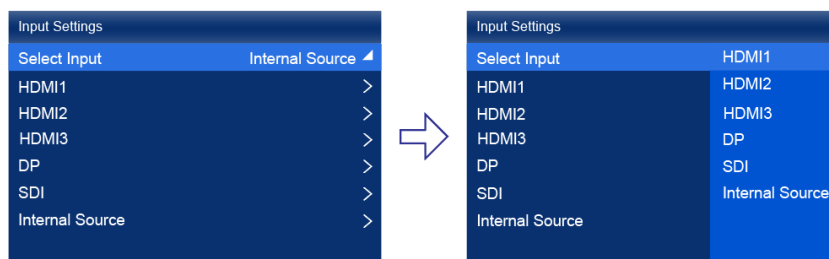 Input Settings
Select Input Internal Source
HDMI1
HDMI2
HDMI3
DP
SDI
Internal Source
Input Settings
Select Input HDMI1
HDMI1 HDMI2
HDMI2 HDMI3
HDMI3 DP
DP SDI
SDI Internal Source
Internal Source